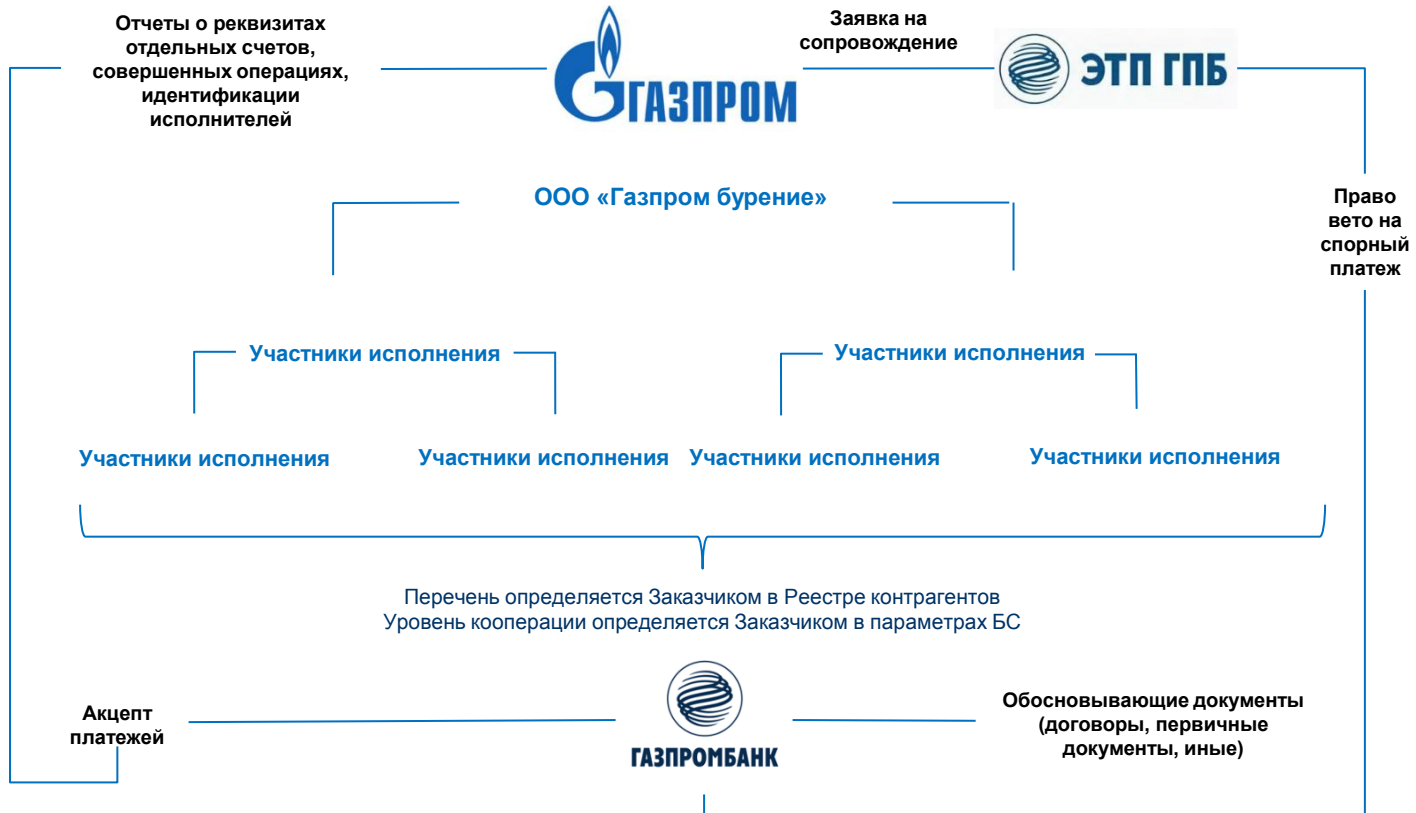 Отчеты о реквизитах
отдельных счетов,
совершенных операциях,
идентификации
исполнителей
ГАЗПРОМ
Заявка на
сопровождение
ЭТП ГПБ
ООО «Газпром бурение»
Право
вето на
спорный
платеж
Участники исполнения
Участники исполнения
Участники исполнения
Участники исполнения
Участники исполнения
Участники исполнения
Перечень определяется Заказчиком в Реестре контрагентов
Уровень кооперации определяется Заказчиком в параметрах БС
Акцепт
платежей
ГАЗПРОМБАНК
Обосновывающие документы
(договоры, первичные
документы, иные)